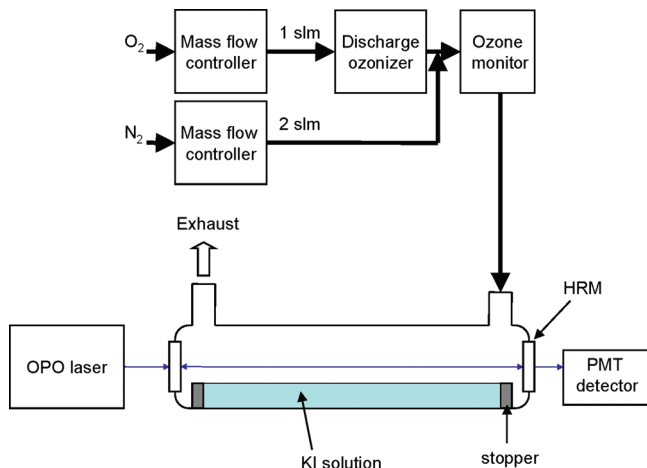 O2
Mass flow
controller
1 slm
Discharge
ozonizer
Ozone
monitor
N2
Mass flow
controller
2 slm
Exhaust
HRM
OPO laser
PMT
detector
KI solution
stopper